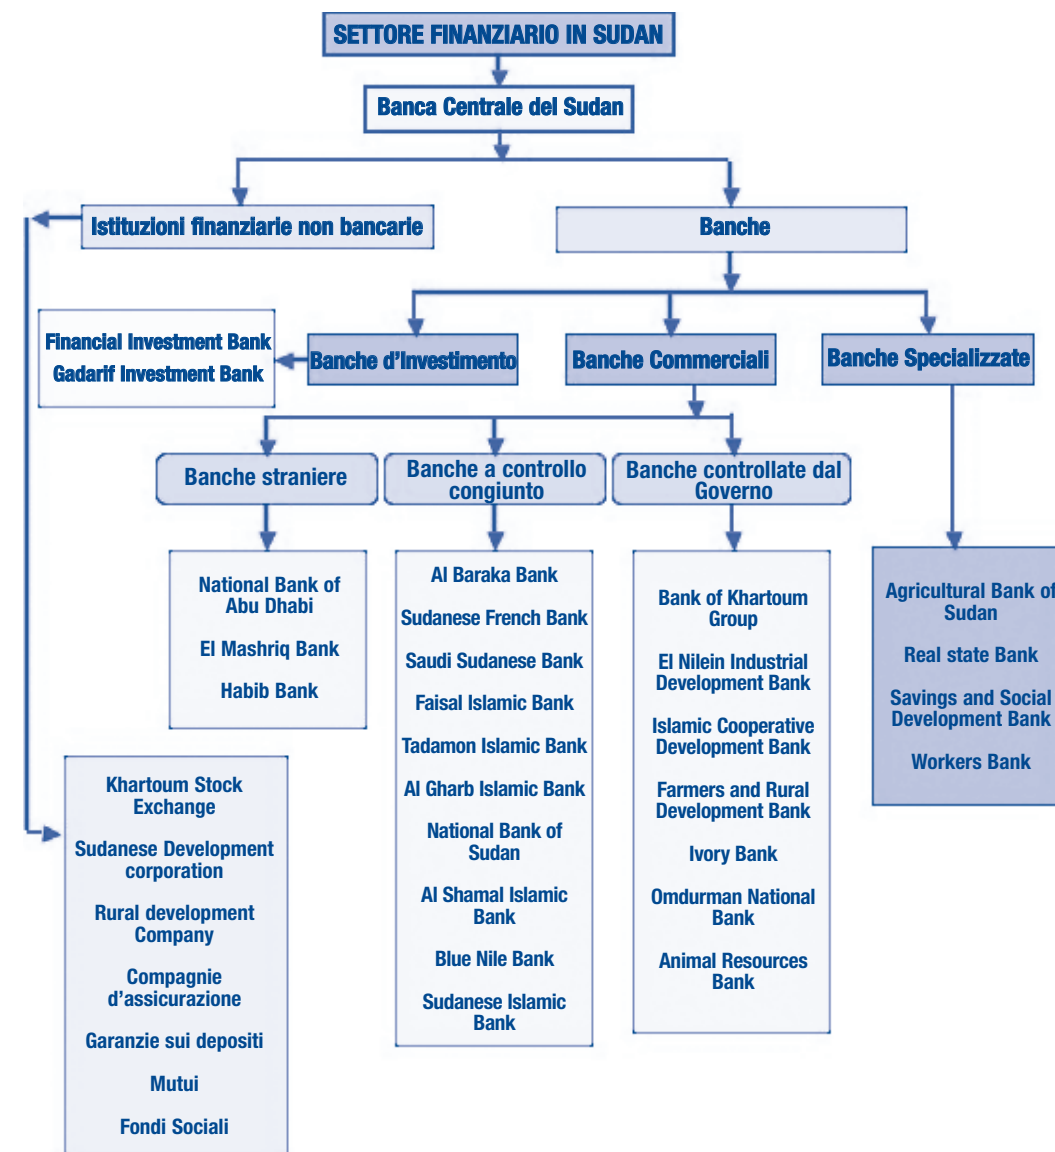 SETTORE FINANZIARIO IN SUDAN
Banca Centrale del Sudan
Istituzioni finanziarie non bancarie
Banche
Financial Investment Bank
Gadarif Investment Bank
Banche d'Investimento
Banche Commerciali
Banche Specializzate
Banche straniere
Banche a controllo
congiunto
Banche controllate dal
Governo
National Bank of
Abu Dhabi
El Mashriq Bank
Habib Bank
Al Baraka Bank
Sudanese French Bank
Saudi Sudanese Bank
Faisal Islamic Bank
Tadamon Islamic Bank
Al Gharb Islamic Bank
National Bank of
Sudan
Al Shamal Islamic
Bank
Blue Nile Bank
Sudanese Islamic
Bank
Bank of Khartoum
Group
El Nilein Industrial
Development Bank
Islamic Cooperative
Development Bank
Farmers and Rural
Development Bank
Ivory Bank
Omdurman National
Bank
Animal Resources
Bank
Agricultural Bank of
Sudan
Real state Bank
Savings and Social
Development Bank
Workers Bank
Khartoum Stock
Exchange
Sudanese Development
corporation
Rural development
Company
Compagnie
d'assicurazione
Garanzie sui depositi
Mutui
Fondi Sociali